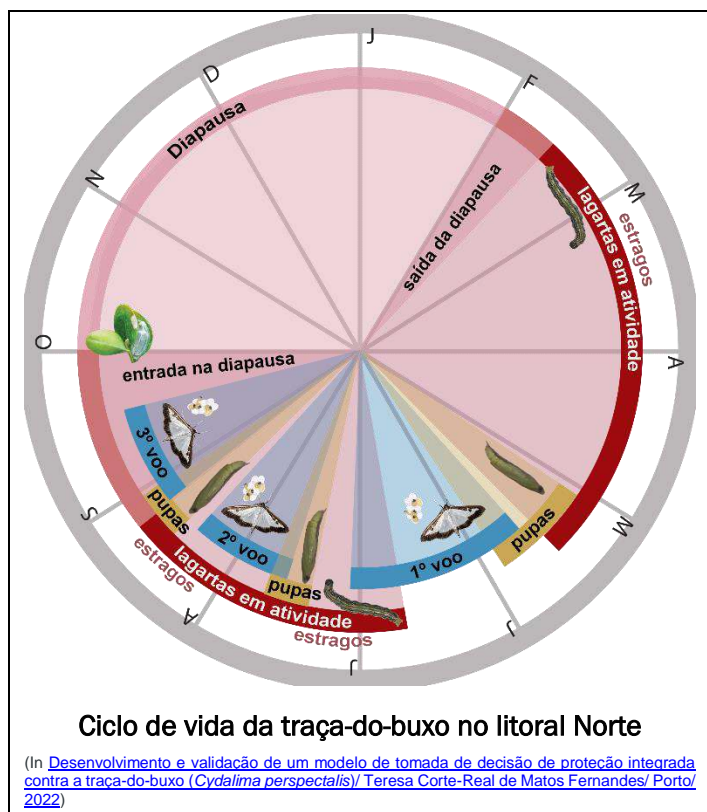 J
F
M
A
M
J
J
A
S
O
N
D
Diapausa
saída da diapausa
lagartas em atividade
estragos
pupas
1º voo
lagartas em atividade
estragos
estragos
pupas
2º voo
pupas
3º voo
entrada na diapausa
Ciclo de vida da traça-do-buxo no litoral Norte
(In Desenvolvimento e validação de um modelo de tomada de decisão de proteção integrada
contra a traça-do-buxo (Cydalima perspectalis)/ Teresa Corte-Real de Matos Fernandes/ Porto/
2022)